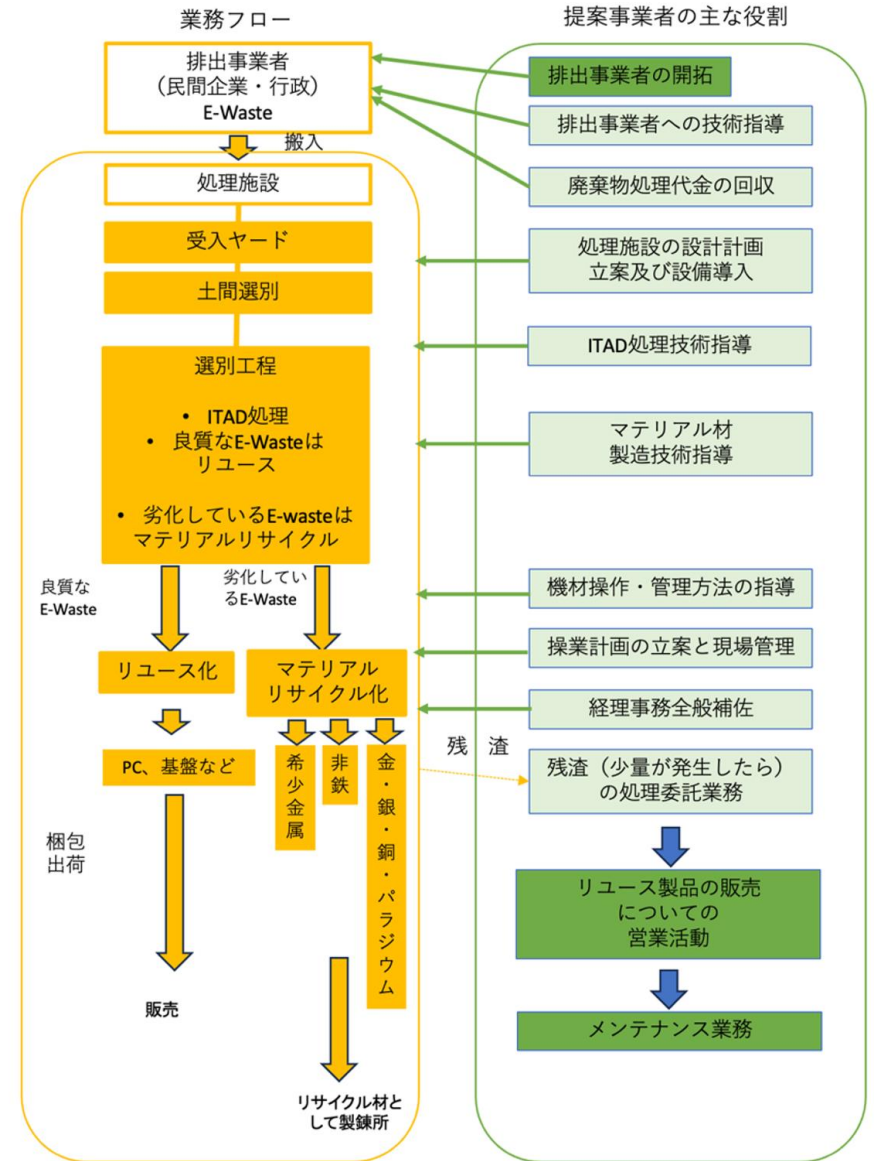 業務フロー
排出事業者
（民間企業・行政）
E-Waste
搬入
処理施設
受入ヤード
土間選別
選別工程
• ITAD処理
• 良質なE-Wasteは
リユース
• 劣化しているE-wasteは
マテリアルリサイクル
良質な
E-Waste
劣化してい
るE-Waste
リユース化
マテリアル
リサイクル化
PC、基盤など
希少金属
非鉄
金・銀・銅・パラジウム
梱包
出荷
販売
リサイクル材と
して製錬所
残 渣
提案事業者の主な役割
排出事業者の開拓
排出事業者への技術指導
廃棄物処理代金の回収
処理施設の設計計画
立案及び設備導入
ITAD処理技術指導
マテリアル材
製造技術指導
機材操作・管理方法の指導
操業計画の立案と現場管理
経理事務全般補佐
残渣（少量が発生したら）
の処理委託業務
リユース製品の販売
についての
営業活動
メンテナンス業務